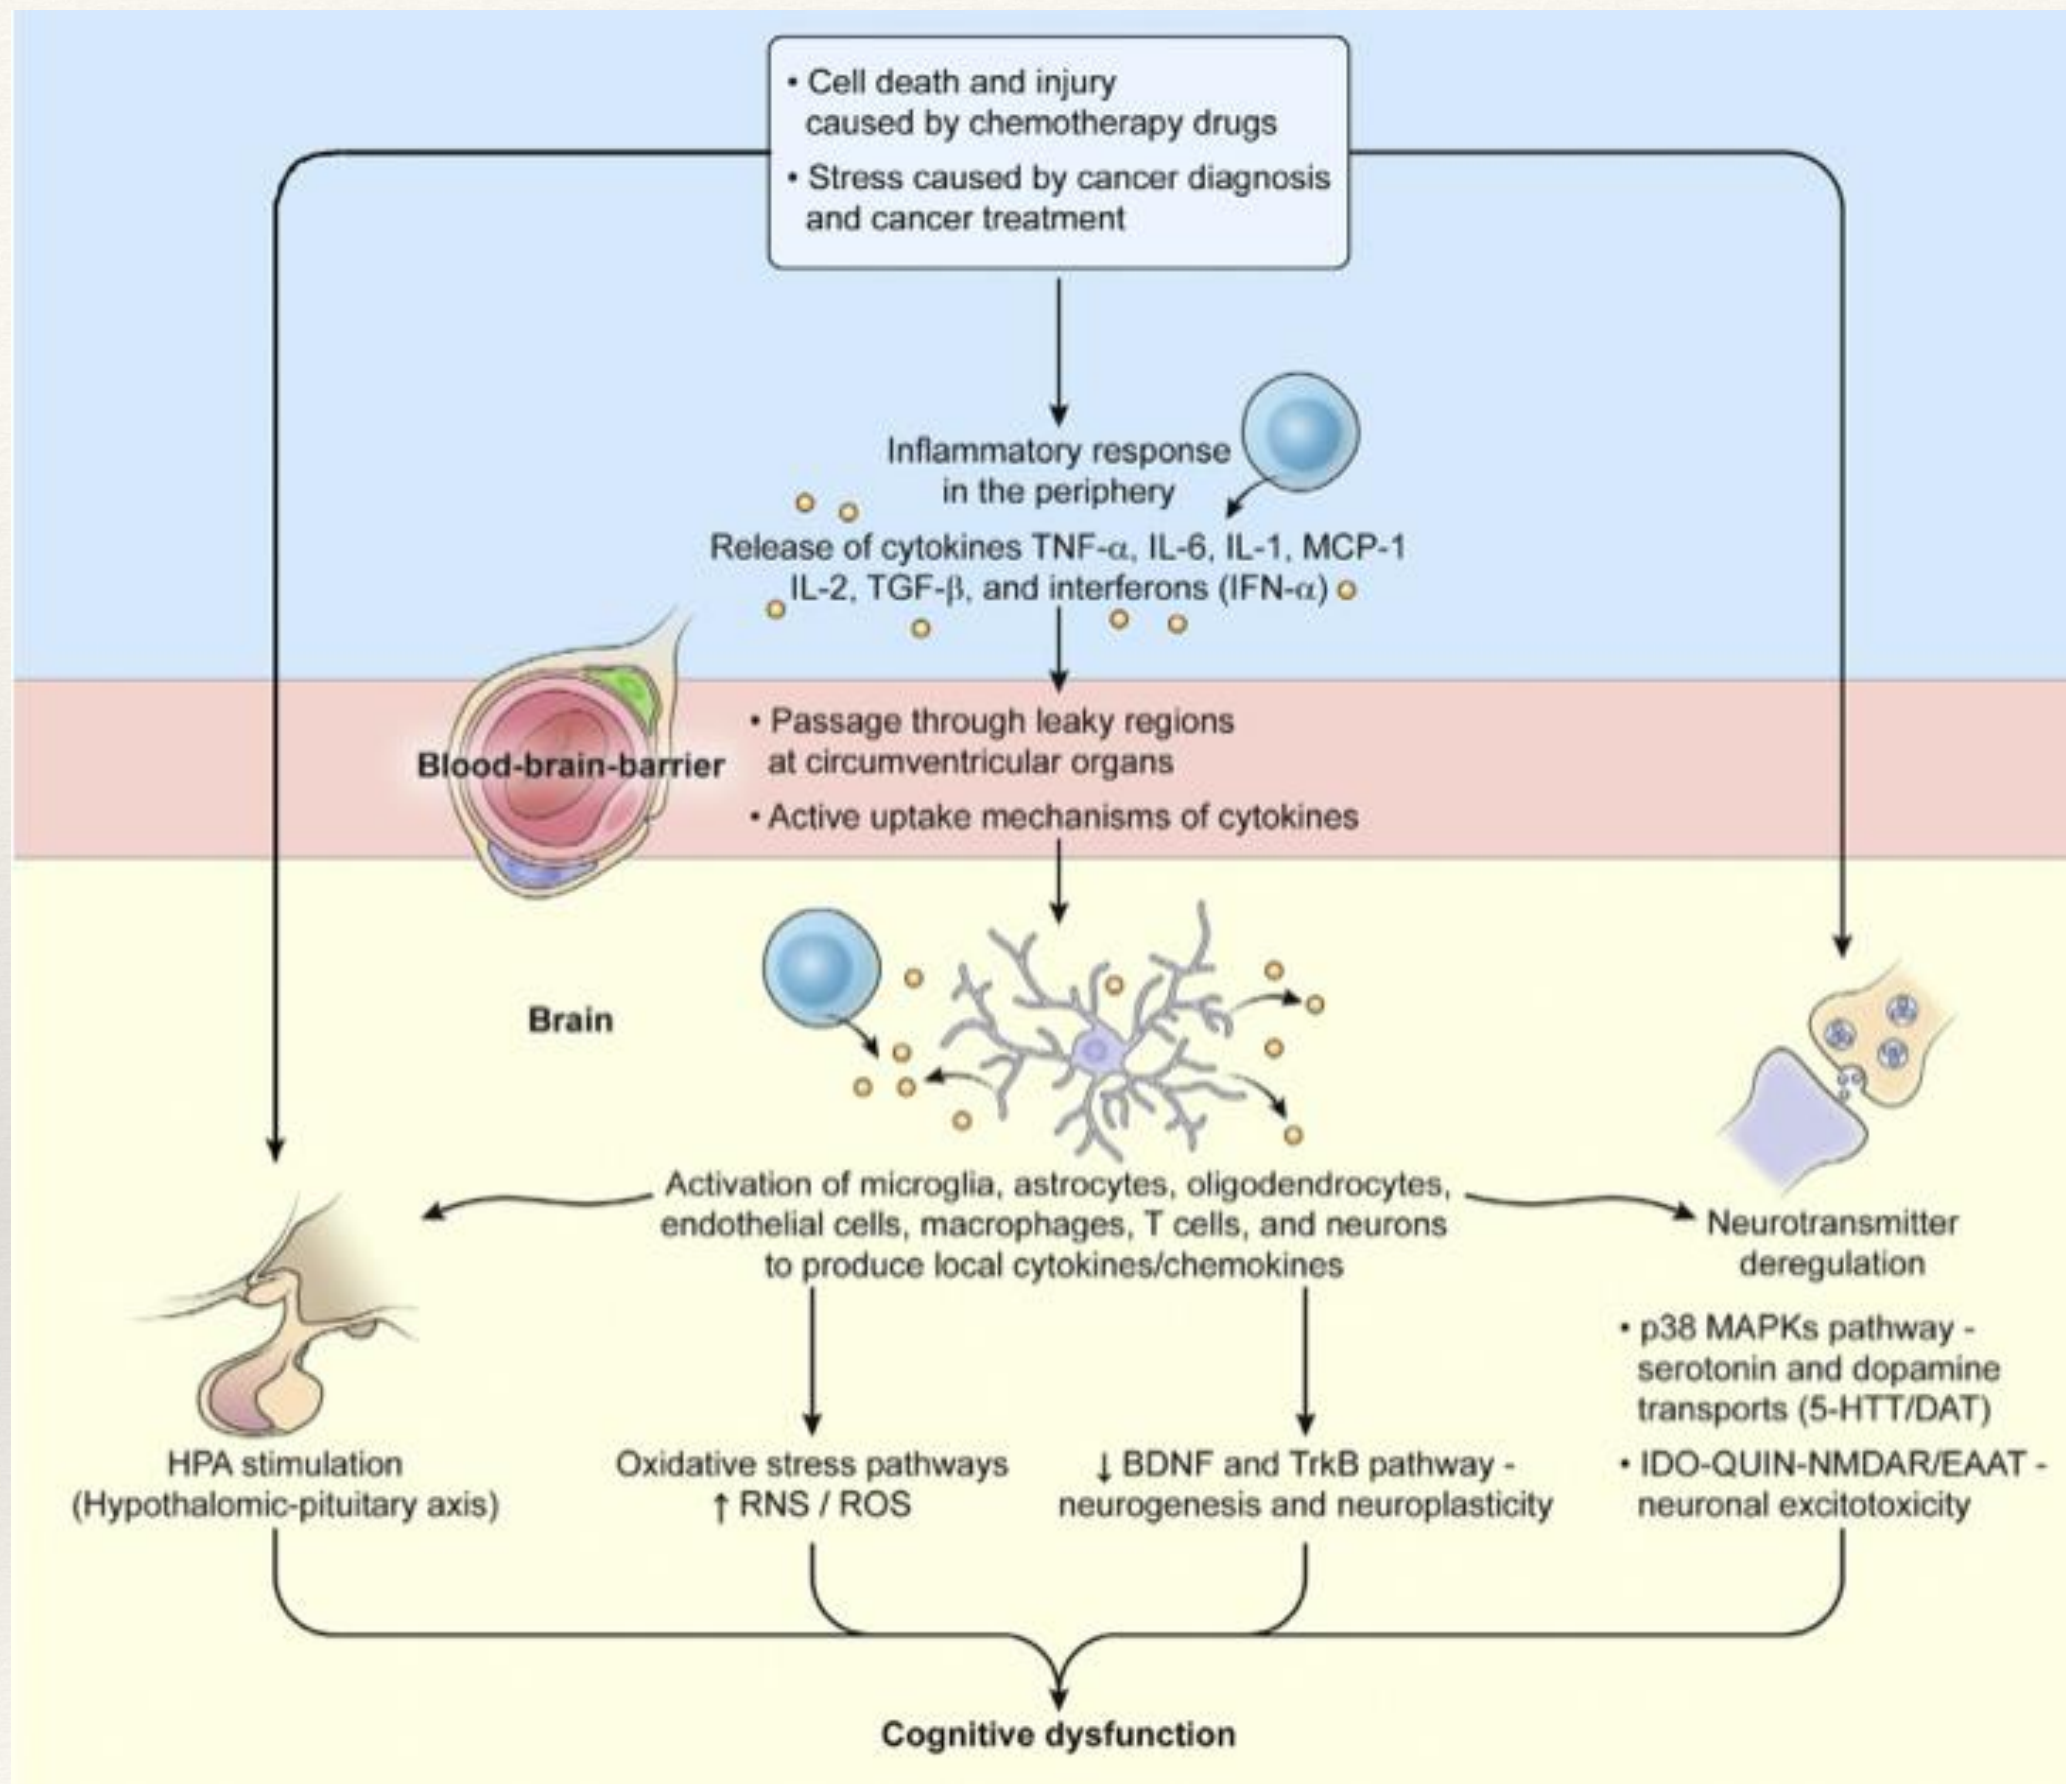 • Cell death and injury
caused by chemotherapy drugs
• Stress caused by cancer diagnosis
and cancer treatment
Inflammatory response
in the periphery
Release of cytokines TNF-α, IL-6, IL-1, MCP-1
IL-2, TGF-β, and interferons (IFN-α)
Blood-brain-barrier
• Passage through leaky regions
at circumventricular organs
• Active uptake mechanisms of cytokines
Brain
Activation of microglia, astrocytes, oligodendrocytes,
endothelial cells, macrophages, T cells, and neurons
to produce local cytokines/chemokines
HPA stimulation
(Hypothalomic-pituitary axis)
Oxidative stress pathways
↑ RNS / ROS
↓ BDNF and TrkB pathway -
neurogenesis and neuroplasticity
Neurotransmitter
deregulation
• p38 MAPKs pathway -
serotonin and dopamine
transports (5-HTT/DAT)
• IDO-QUIN-NMDAR/EAAT -
neuronal excitotoxicity
Cognitive dysfunction